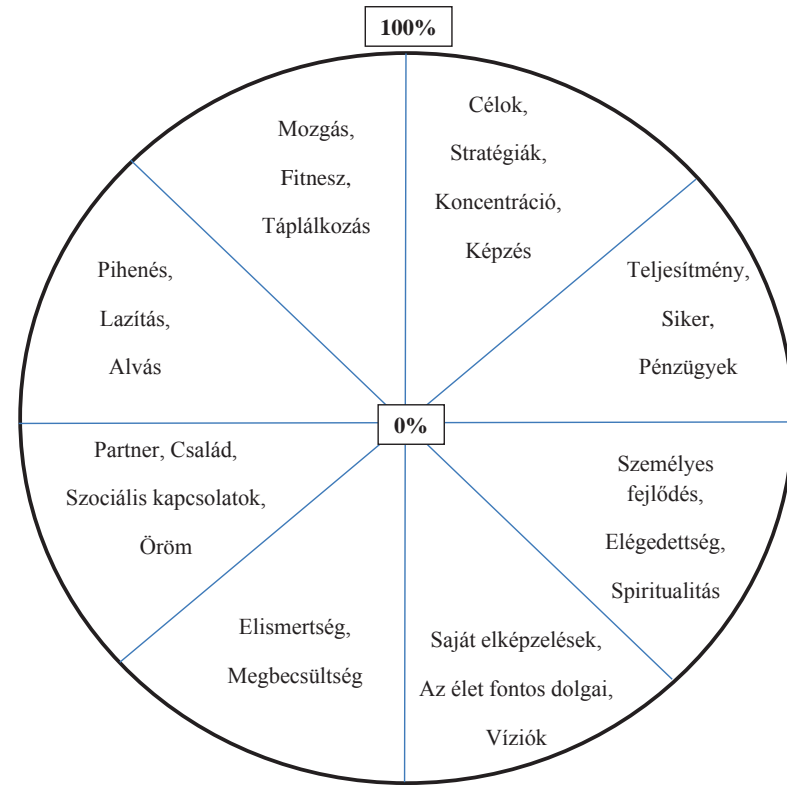 100%
Célok,
Stratégiák,
Koncentráció,
Képzés
Teljesítmény,
Siker,
Pénzügyek
Személyes
fejlődés,
Elégedettség,
Spiritualitás
Saját elképzelések,
Az élet fontos dolgai,
Víziók
Elismertség,
Megbecsültség
Partner, Család,
Szociális kapcsolatok,
Öröm
Pihenés,
Lazítás,
Alvás
Mozgás,
Fitnesz,
Táplálkozás
0%